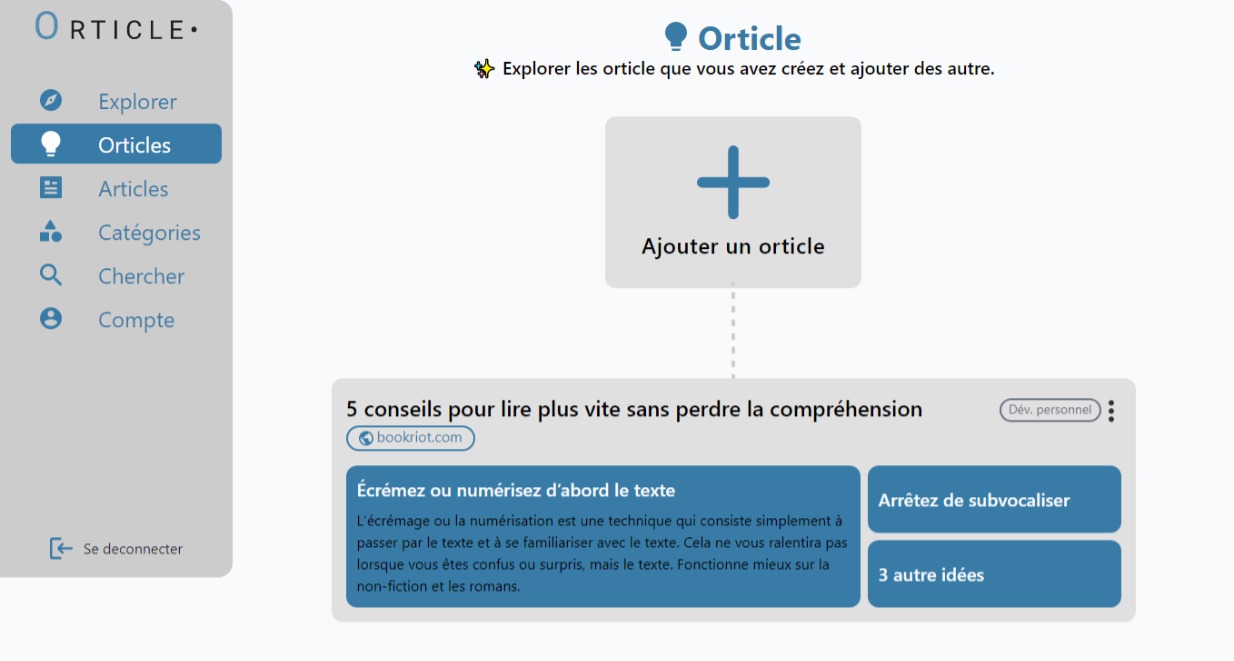 ORTICLE•
Explorer
Orticles
Articles
Catégories
Chercher
Compte
Se deconnecter
Orticle
Explorer les orticle que vous avez créez et ajouter des autre.
Ajouter un orticle
5 conseils pour lire plus vite sans perdre la compréhension
Dév. personnel
bookriot.com
Écrémez ou numérisez d'abord le texte
L'écrémage ou la numérisation est une technique qui consiste simplement à
passer par le texte et à se familiariser avec le texte. Cela ne vous ralentira pas
lorsque vous êtes confus ou surpris, mais le texte. Fonctionne mieux sur la
non-fiction et les romans.
Arrêtez de subvocaliser
3 autre idées